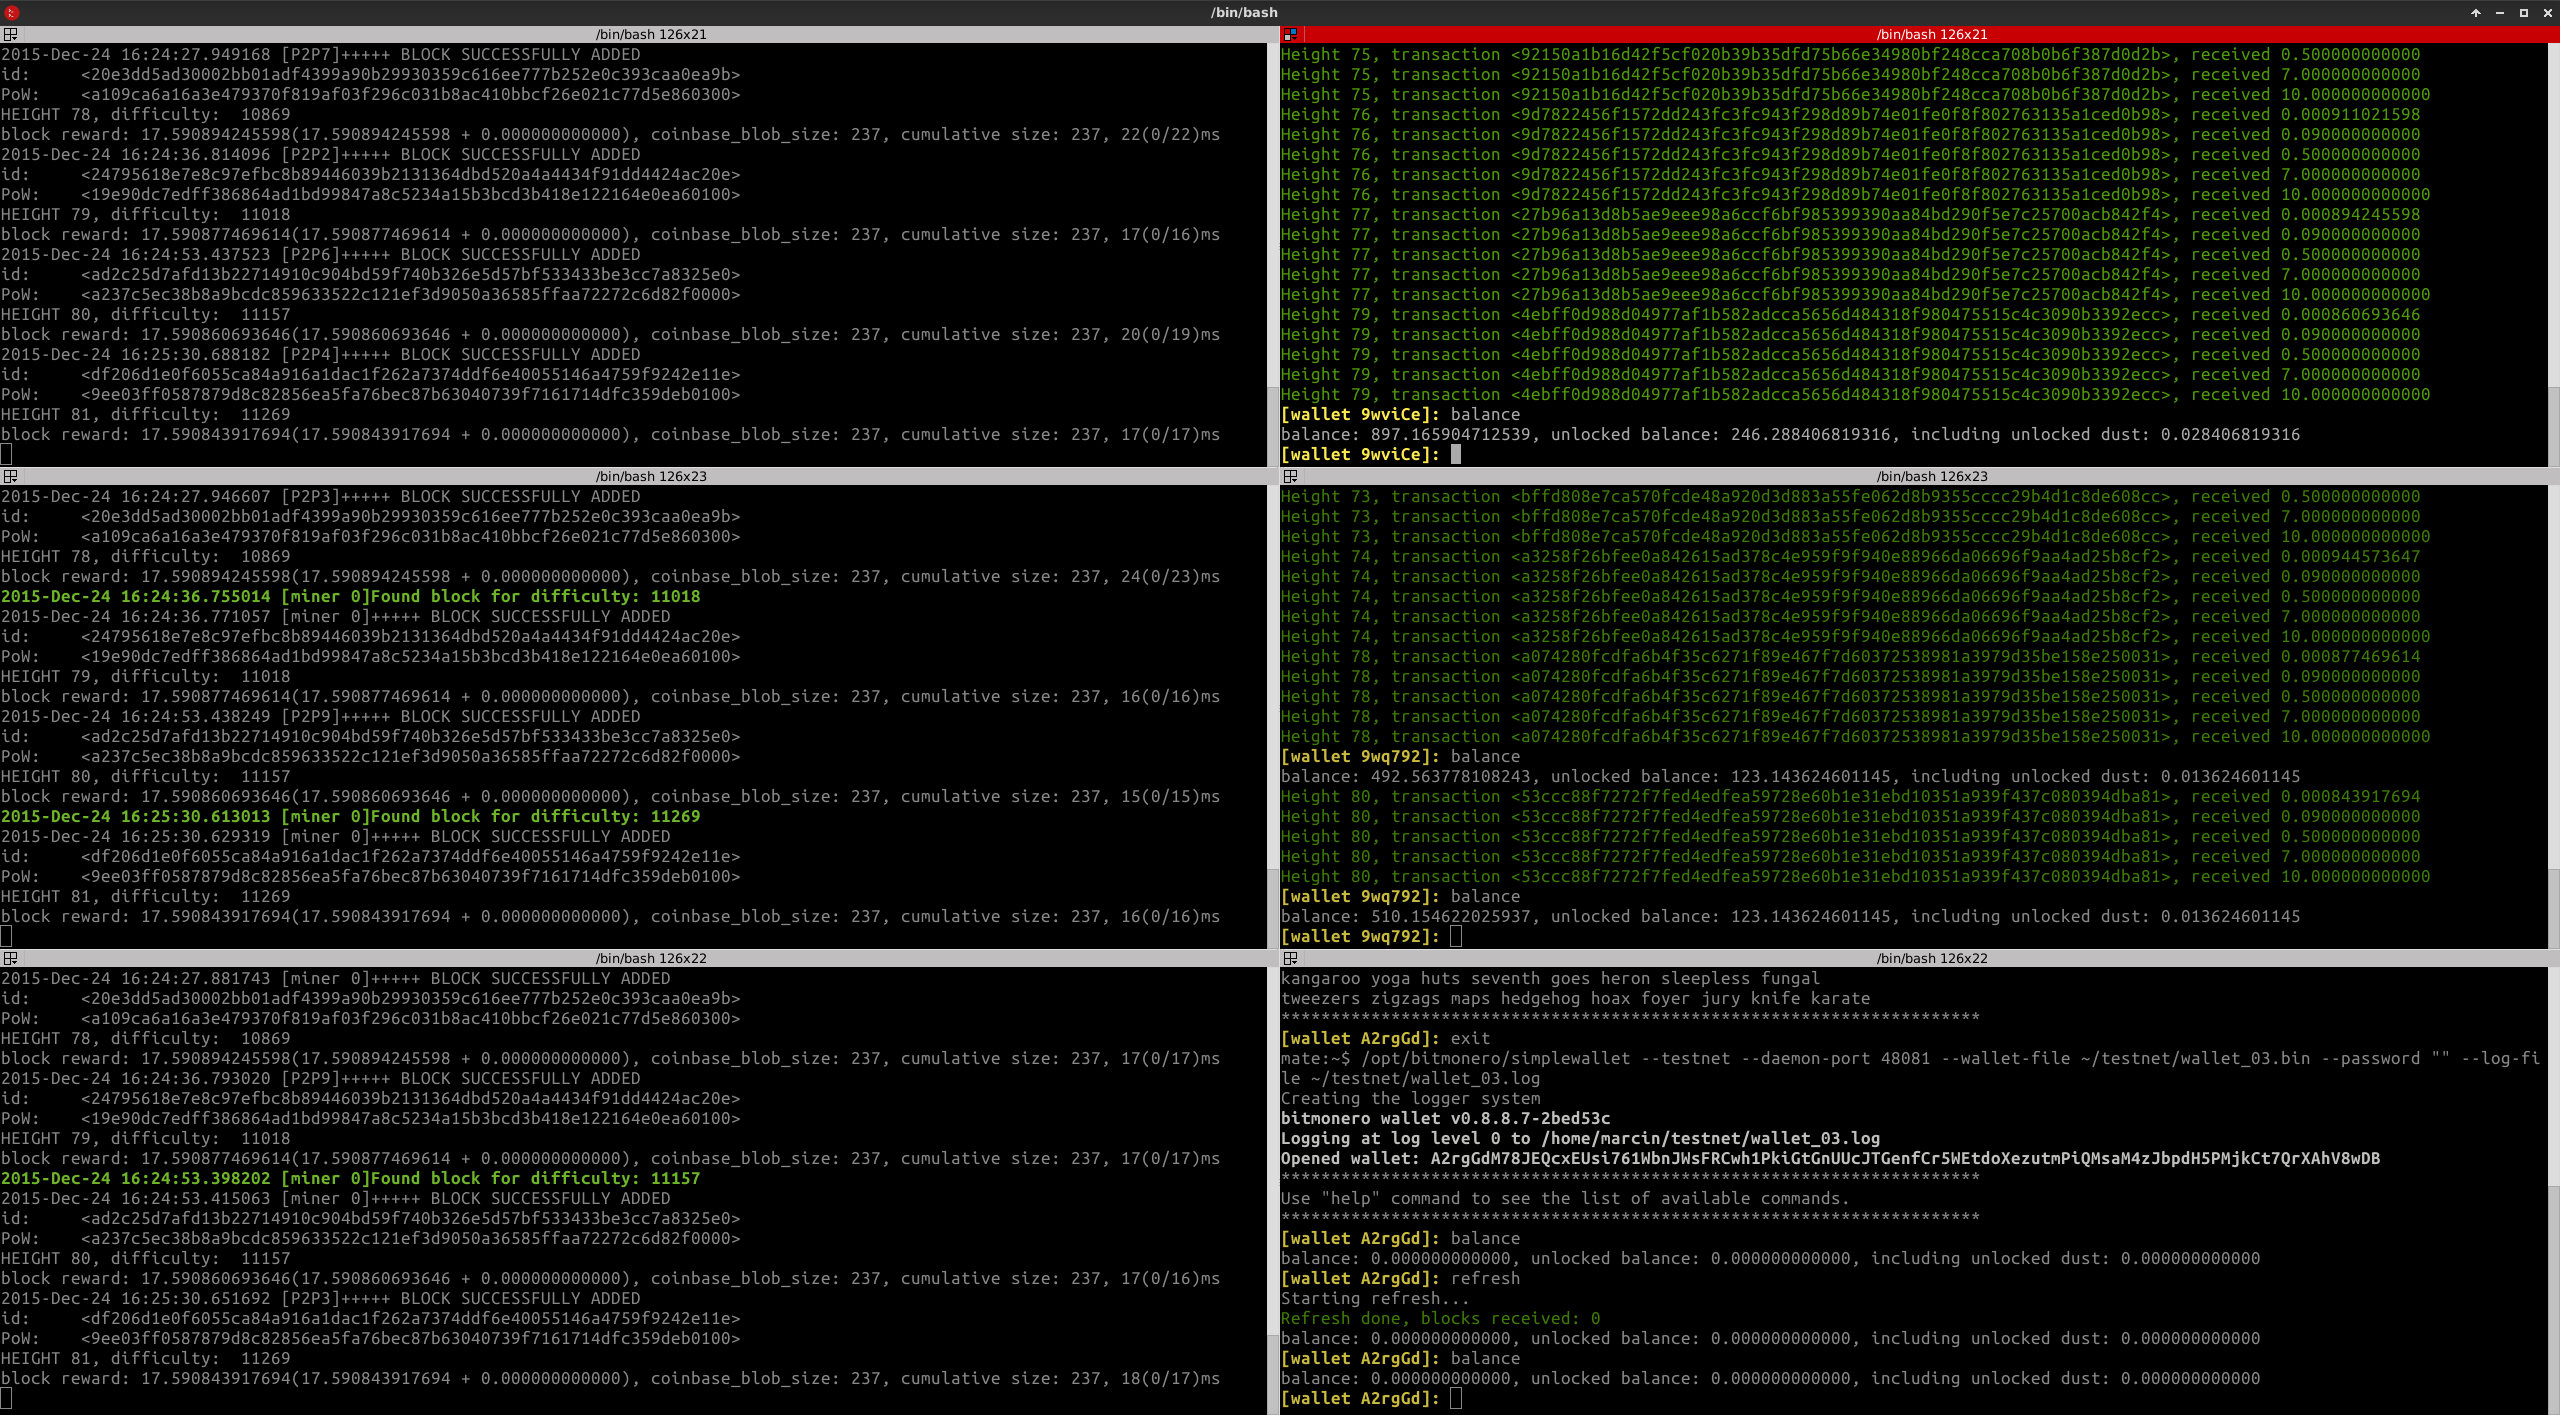 /bin/bash
/bin/bash 126x21
2015-Dec-24 16:24:27.949168 [P2P7]+++++ BLOCK SUCCESSFULLY ADDED
id:     <20e3dd5ad30002bb01adf4399a90b29930359c616ee777b252e0c393caa0ea9b>
PoW:    <a109ca6a16a3e479370f819af03f296c031b8ac410bbcf26e021c77d5e860300>
HEIGHT 78, difficulty:  10869
block reward: 17.590894245598(17.590894245598 + 0.000000000000), coinbase_blob_size: 237, cumulative size: 237, 22(0/22)ms
2015-Dec-24 16:24:36.814096 [P2P2]+++++ BLOCK SUCCESSFULLY ADDED
id:     <24795618e7e8c97efbc8b89446039b2131364dbd520a4a4434f91dd4424ac20e>
PoW:    <19e90dc7edff386864ad1bd99847a8c5234a15b3bcd3b418e122164e0ea60100>
HEIGHT 79, difficulty:  11018
block reward: 17.590877469614(17.590877469614 + 0.000000000000), coinbase_blob_size: 237, cumulative size: 237, 17(0/16)ms
2015-Dec-24 16:24:53.437523 [P2P6]+++++ BLOCK SUCCESSFULLY ADDED
id:     <ad2c25d7afd13b22714910c904bd59f740b326e5d57bf533433be3cc7a8325e0>
PoW:    <a237c5ec38b8a9bcdc859633522c121ef3d9050a36585ffaa72272c6d82f0000>
HEIGHT 80, difficulty:  11157
block reward: 17.590860693646(17.590860693646 + 0.000000000000), coinbase_blob_size: 237, cumulative size: 237, 20(0/19)ms
2015-Dec-24 16:25:30.688182 [P2P4]+++++ BLOCK SUCCESSFULLY ADDED
id:     <df206d1e0f6055ca84a916a1dac1f262a7374ddf6e40055146a4759f9242e11e>
PoW:    <9ee03ff0587879d8c82856ea5fa76bec87b63040739f7161714dfc359deb0100>
HEIGHT 81, difficulty:  11269
block reward: 17.590843917694(17.590843917694 + 0.000000000000), coinbase_blob_size: 237, cumulative size: 237, 17(0/17)ms
/bin/bash 126x21
Height 75, transaction <92150a1b16d42f5cf020b39b35dfd75b66e34980bf248cca708b0b6f387d0d2b>, received 0.500000000000
Height 75, transaction <92150a1b16d42f5cf020b39b35dfd75b66e34980bf248cca708b0b6f387d0d2b>, received 7.000000000000
Height 75, transaction <92150a1b16d42f5cf020b39b35dfd75b66e34980bf248cca708b0b6f387d0d2b>, received 10.000000000000
Height 76, transaction <9d7822456f1572dd243fc3fc943f298d89b74e01fe0f8f802763135a1ced0b98>, received 0.000911021598
Height 76, transaction <9d7822456f1572dd243fc3fc943f298d89b74e01fe0f8f802763135a1ced0b98>, received 0.090000000000
Height 76, transaction <9d7822456f1572dd243fc3fc943f298d89b74e01fe0f8f802763135a1ced0b98>, received 0.500000000000
Height 76, transaction <9d7822456f1572dd243fc3fc943f298d89b74e01fe0f8f802763135a1ced0b98>, received 7.000000000000
Height 76, transaction <9d7822456f1572dd243fc3fc943f298d89b74e01fe0f8f802763135a1ced0b98>, received 10.000000000000
Height 77, transaction <27b96a13d8b5ae9eee98a6ccf6bf985399390aa84bd290f5e7c25700acb842f4>, received 0.000894245598
Height 77, transaction <27b96a13d8b5ae9eee98a6ccf6bf985399390aa84bd290f5e7c25700acb842f4>, received 0.090000000000
Height 77, transaction <27b96a13d8b5ae9eee98a6ccf6bf985399390aa84bd290f5e7c25700acb842f4>, received 0.500000000000
Height 77, transaction <27b96a13d8b5ae9eee98a6ccf6bf985399390aa84bd290f5e7c25700acb842f4>, received 7.000000000000
Height 77, transaction <27b96a13d8b5ae9eee98a6ccf6bf985399390aa84bd290f5e7c25700acb842f4>, received 10.000000000000
Height 79, transaction <4ebff0d988d04977af1b582adcca5656d484318f980475515c4c3090b3392ecc>, received 0.000860693646
Height 79, transaction <4ebff0d988d04977af1b582adcca5656d484318f980475515c4c3090b3392ecc>, received 0.090000000000
Height 79, transaction <4ebff0d988d04977af1b582adcca5656d484318f980475515c4c3090b3392ecc>, received 0.500000000000
Height 79, transaction <4ebff0d988d04977af1b582adcca5656d484318f980475515c4c3090b3392ecc>, received 7.000000000000
Height 79, transaction <4ebff0d988d04977af1b582adcca5656d484318f980475515c4c3090b3392ecc>, received 10.000000000000
[wallet 9wviCe]: balance
balance: 897.165904712539, unlocked balance: 246.288406819316, including unlocked dust: 0.028406819316
[wallet 9wviCe]:
/bin/bash 126x23
2015-Dec-24 16:24:27.946607 [P2P3]+++++ BLOCK SUCCESSFULLY ADDED
id:     <20e3dd5ad30002bb01adf4399a90b29930359c616ee777b252e0c393caa0ea9b>
PoW:    <a109ca6a16a3e479370f819af03f296c031b8ac410bbcf26e021c77d5e860300>
HEIGHT 78, difficulty:  10869
block reward: 17.590894245598(17.590894245598 + 0.000000000000), coinbase_blob_size: 237, cumulative size: 237, 24(0/23)ms
2015-Dec-24 16:24:36.755014 [miner 0]Found block for difficulty: 11018
2015-Dec-24 16:24:36.771057 [miner 0]+++++ BLOCK SUCCESSFULLY ADDED
id:     <24795618e7e8c97efbc8b89446039b2131364dbd520a4a4434f91dd4424ac20e>
PoW:    <19e90dc7edff386864ad1bd99847a8c5234a15b3bcd3b418e122164e0ea60100>
HEIGHT 79, difficulty:  11018
block reward: 17.590877469614(17.590877469614 + 0.000000000000), coinbase_blob_size: 237, cumulative size: 237, 16(0/16)ms
2015-Dec-24 16:24:53.438249 [P2P9]+++++ BLOCK SUCCESSFULLY ADDED
id:     <ad2c25d7afd13b22714910c904bd59f740b326e5d57bf533433be3cc7a8325e0>
PoW:    <a237c5ec38b8a9bcdc859633522c121ef3d9050a36585ffaa72272c6d82f0000>
HEIGHT 80, difficulty:  11157
block reward: 17.590860693646(17.590860693646 + 0.000000000000), coinbase_blob_size: 237, cumulative size: 237, 15(0/15)ms
2015-Dec-24 16:25:30.613013 [miner 0]Found block for difficulty: 11269
2015-Dec-24 16:25:30.629319 [miner 0]+++++ BLOCK SUCCESSFULLY ADDED
id:     <df206d1e0f6055ca84a916a1dac1f262a7374ddf6e40055146a4759f9242e11e>
PoW:    <9ee03ff0587879d8c82856ea5fa76bec87b63040739f7161714dfc359deb0100>
HEIGHT 81, difficulty:  11269
block reward: 17.590843917694(17.590843917694 + 0.000000000000), coinbase_blob_size: 237, cumulative size: 237, 16(0/16)ms
/bin/bash 126x23
Height 73, transaction <bffd808e7ca570fcde48a920d3d883a55fe062d8b9355cccc29b4d1c8de608cc>, received 0.500000000000
Height 73, transaction <bffd808e7ca570fcde48a920d3d883a55fe062d8b9355cccc29b4d1c8de608cc>, received 7.000000000000
Height 73, transaction <bffd808e7ca570fcde48a920d3d883a55fe062d8b9355cccc29b4d1c8de608cc>, received 10.000000000000
Height 74, transaction <a3258f26bfee0a842615ad378c4e959f9f940e88966da06696f9aa4ad25b8cf2>, received 0.000944573647
Height 74, transaction <a3258f26bfee0a842615ad378c4e959f9f940e88966da06696f9aa4ad25b8cf2>, received 0.090000000000
Height 74, transaction <a3258f26bfee0a842615ad378c4e959f9f940e88966da06696f9aa4ad25b8cf2>, received 0.500000000000
Height 74, transaction <a3258f26bfee0a842615ad378c4e959f9f940e88966da06696f9aa4ad25b8cf2>, received 7.000000000000
Height 74, transaction <a3258f26bfee0a842615ad378c4e959f9f940e88966da06696f9aa4ad25b8cf2>, received 10.000000000000
Height 78, transaction <a074280fcdfa6b4f35c6271f89e467f7d60372538981a3979d35be158e250031>, received 0.000877469614
Height 78, transaction <a074280fcdfa6b4f35c6271f89e467f7d60372538981a3979d35be158e250031>, received 0.090000000000
Height 78, transaction <a074280fcdfa6b4f35c6271f89e467f7d60372538981a3979d35be158e250031>, received 0.500000000000
Height 78, transaction <a074280fcdfa6b4f35c6271f89e467f7d60372538981a3979d35be158e250031>, received 7.000000000000
Height 78, transaction <a074280fcdfa6b4f35c6271f89e467f7d60372538981a3979d35be158e250031>, received 10.000000000000
[wallet 9wq792]: balance
balance: 492.563778108243, unlocked balance: 123.143624601145, including unlocked dust: 0.013624601145
Height 80, transaction <53ccc88f7272f7fed4edfea59728e60b1e31ebd10351a939f437c080394dba81>, received 0.000843917694
Height 80, transaction <53ccc88f7272f7fed4edfea59728e60b1e31ebd10351a939f437c080394dba81>, received 0.090000000000
Height 80, transaction <53ccc88f7272f7fed4edfea59728e60b1e31ebd10351a939f437c080394dba81>, received 0.500000000000
Height 80, transaction <53ccc88f7272f7fed4edfea59728e60b1e31ebd10351a939f437c080394dba81>, received 7.000000000000
Height 80, transaction <53ccc88f7272f7fed4edfea59728e60b1e31ebd10351a939f437c080394dba81>, received 10.000000000000
[wallet 9wq792]: balance
balance: 510.154622025937, unlocked balance: 123.143624601145, including unlocked dust: 0.013624601145
[wallet 9wq792]:
/bin/bash 126x22
2015-Dec-24 16:24:27.881743 [miner 0]+++++ BLOCK SUCCESSFULLY ADDED
id:     <20e3dd5ad30002bb01adf4399a90b29930359c616ee777b252e0c393caa0ea9b>
PoW:    <a109ca6a16a3e479370f819af03f296c031b8ac410bbcf26e021c77d5e860300>
HEIGHT 78, difficulty:  10869
block reward: 17.590894245598(17.590894245598 + 0.000000000000), coinbase_blob_size: 237, cumulative size: 237, 17(0/17)ms
2015-Dec-24 16:24:36.793020 [P2P9]+++++ BLOCK SUCCESSFULLY ADDED
id:     <24795618e7e8c97efbc8b89446039b2131364dbd520a4a4434f91dd4424ac20e>
PoW:    <19e90dc7edff386864ad1bd99847a8c5234a15b3bcd3b418e122164e0ea60100>
HEIGHT 79, difficulty:  11018
block reward: 17.590877469614(17.590877469614 + 0.000000000000), coinbase_blob_size: 237, cumulative size: 237, 17(0/17)ms
2015-Dec-24 16:24:53.398202 [miner 0]Found block for difficulty: 11157
2015-Dec-24 16:24:53.415063 [miner 0]+++++ BLOCK SUCCESSFULLY ADDED
id:     <ad2c25d7afd13b22714910c904bd59f740b326e5d57bf533433be3cc7a8325e0>
PoW:    <a237c5ec38b8a9bcdc859633522c121ef3d9050a36585ffaa72272c6d82f0000>
HEIGHT 80, difficulty:  11157
block reward: 17.590860693646(17.590860693646 + 0.000000000000), coinbase_blob_size: 237, cumulative size: 237, 17(0/16)ms
2015-Dec-24 16:25:30.651692 [P2P3]+++++ BLOCK SUCCESSFULLY ADDED
id:     <df206d1e0f6055ca84a916a1dac1f262a7374ddf6e40055146a4759f9242e11e>
PoW:    <9ee03ff0587879d8c82856ea5fa76bec87b63040739f7161714dfc359deb0100>
HEIGHT 81, difficulty:  11269
block reward: 17.590843917694(17.590843917694 + 0.000000000000), coinbase_blob_size: 237, cumulative size: 237, 18(0/17)ms
/bin/bash 126x22
kangaroo yoga huts seventh goes heron sleepless fungal
tweezers zigzags maps hedgehog hoax foyer jury knife karate
**********************************************************************
[wallet A2rgGd]: exit
mate:~$ /opt/bitmonero/simplewallet --testnet --daemon-port 48081 --wallet-file ~/testnet/wallet_03.bin --password "" --log-fi
le ~/testnet/wallet_03.log
Creating the logger system
bitmonero wallet v0.8.8.7-2bed53c
Logging at log level 0 to /home/marcin/testnet/wallet_03.log
Opened wallet: A2rgGdM78JEQcxEUsi761WbnJWsFRCwh1PkiGtGnUUcJTGenfCr5WEtdoXezutmPiQMsaM4zJbpdH5PMjkCt7QrXAhV8wDB
**********************************************************************
Use "help" command to see the list of available commands.
**********************************************************************
[wallet A2rgGd]: balance
balance: 0.000000000000, unlocked balance: 0.000000000000, including unlocked dust: 0.000000000000
[wallet A2rgGd]: refresh
Starting refresh...
Refresh done, blocks received: 0
balance: 0.000000000000, unlocked balance: 0.000000000000, including unlocked dust: 0.000000000000
[wallet A2rgGd]: balance
balance: 0.000000000000, unlocked balance: 0.000000000000, including unlocked dust: 0.000000000000
[wallet A2rgGd]: